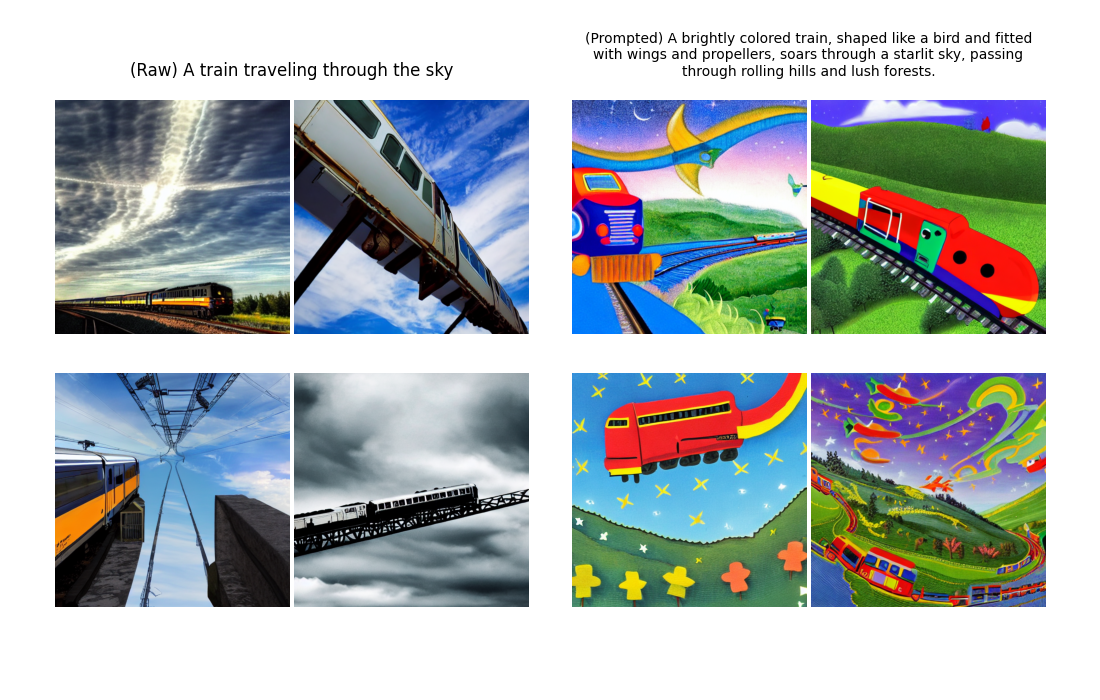 (Raw) A train traveling through the sky
(Prompted) A brightly colored train, shaped like a bird and fitted
with wings and propellers, soars through a starlit sky, passing
through rolling hills and lush forests.